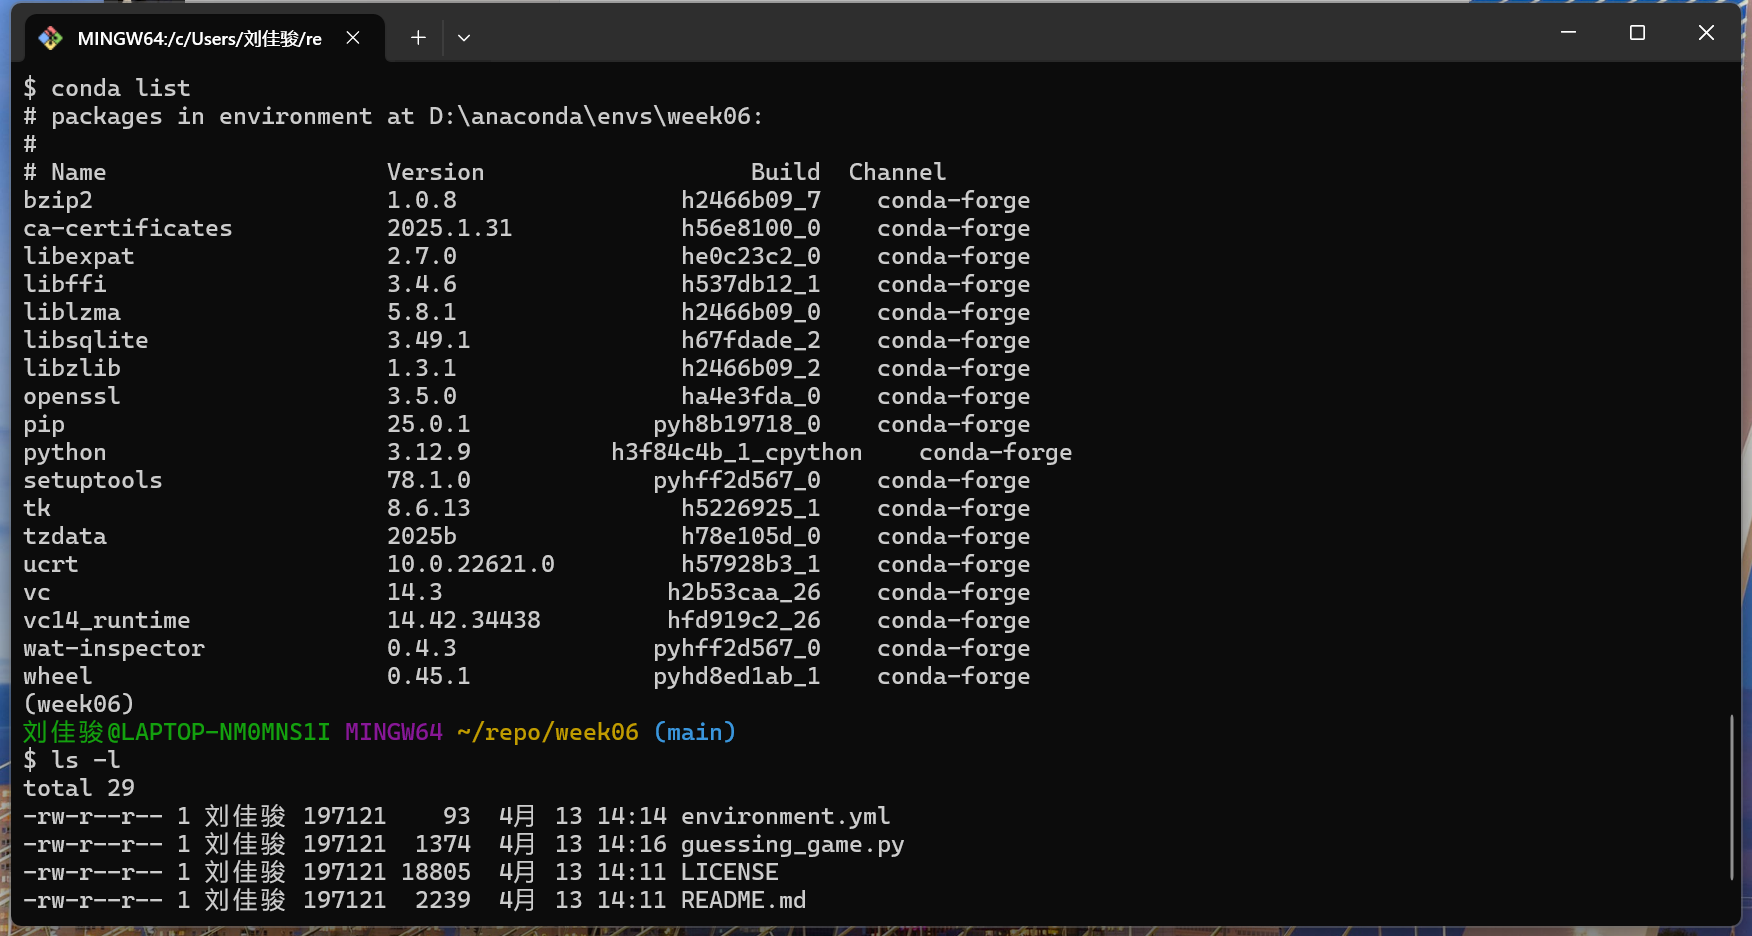 MINGW64:/c/Users/刘佳骏/re
$ conda list
# packages in environment at D:\anaconda\envs\week06:
#
# Name                    Version                   Build  Channel
bzip2                     1.0.8                h2466b09_7    conda-forge
ca-certificates           2025.1.31            h56e8100_0    conda-forge
libexpat                  2.7.0                he0c23c2_0    conda-forge
libffi                    3.4.6                h537db12_1    conda-forge
liblzma                   5.8.1                h2466b09_0    conda-forge
libsqlite                 3.49.1               h67fdade_2    conda-forge
libzlib                   1.3.1                h2466b09_2    conda-forge
openssl                   3.5.0                ha4e3fda_0    conda-forge
pip                       25.0.1             pyh8b19718_0    conda-forge
python                    3.12.9          h3f84c4b_1_cpython    conda-forge
setuptools                78.1.0             pyhff2d567_0    conda-forge
tk                        8.6.13               h5226925_1    conda-forge
tzdata                    2025b                h78e105d_0    conda-forge
ucrt                      10.0.22621.0         h57928b3_1    conda-forge
vc                        14.3                h2b53caa_26    conda-forge
vc14_runtime              14.42.34438         hfd919c2_26    conda-forge
wat-inspector             0.4.3              pyhff2d567_0    conda-forge
wheel                     0.45.1             pyhd8ed1ab_1    conda-forge
(week06)
刘佳骏@LAPTOP-NM0MNS1I MINGW64 ~/repo/week06 (main)
$ ls -l
total 29
-rw-r--r-- 1 刘佳骏 197121    93  4月  13 14:14 environment.yml
-rw-r--r-- 1 刘佳骏 197121  1374  4月  13 14:16 guessing_game.py
-rw-r--r-- 1 刘佳骏 197121 18805  4月  13 14:11 LICENSE
-rw-r--r-- 1 刘佳骏 197121  2239  4月  13 14:11 README.md